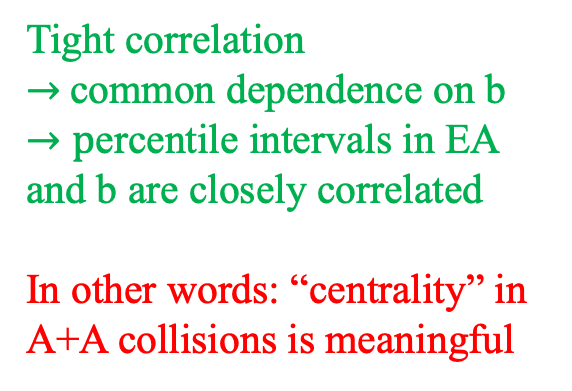 Tight correlation
→ common dependence on b
→ percentile intervals in EA
and b are closely correlated
In other words: “centrality” in
A+A collisions is meaningful